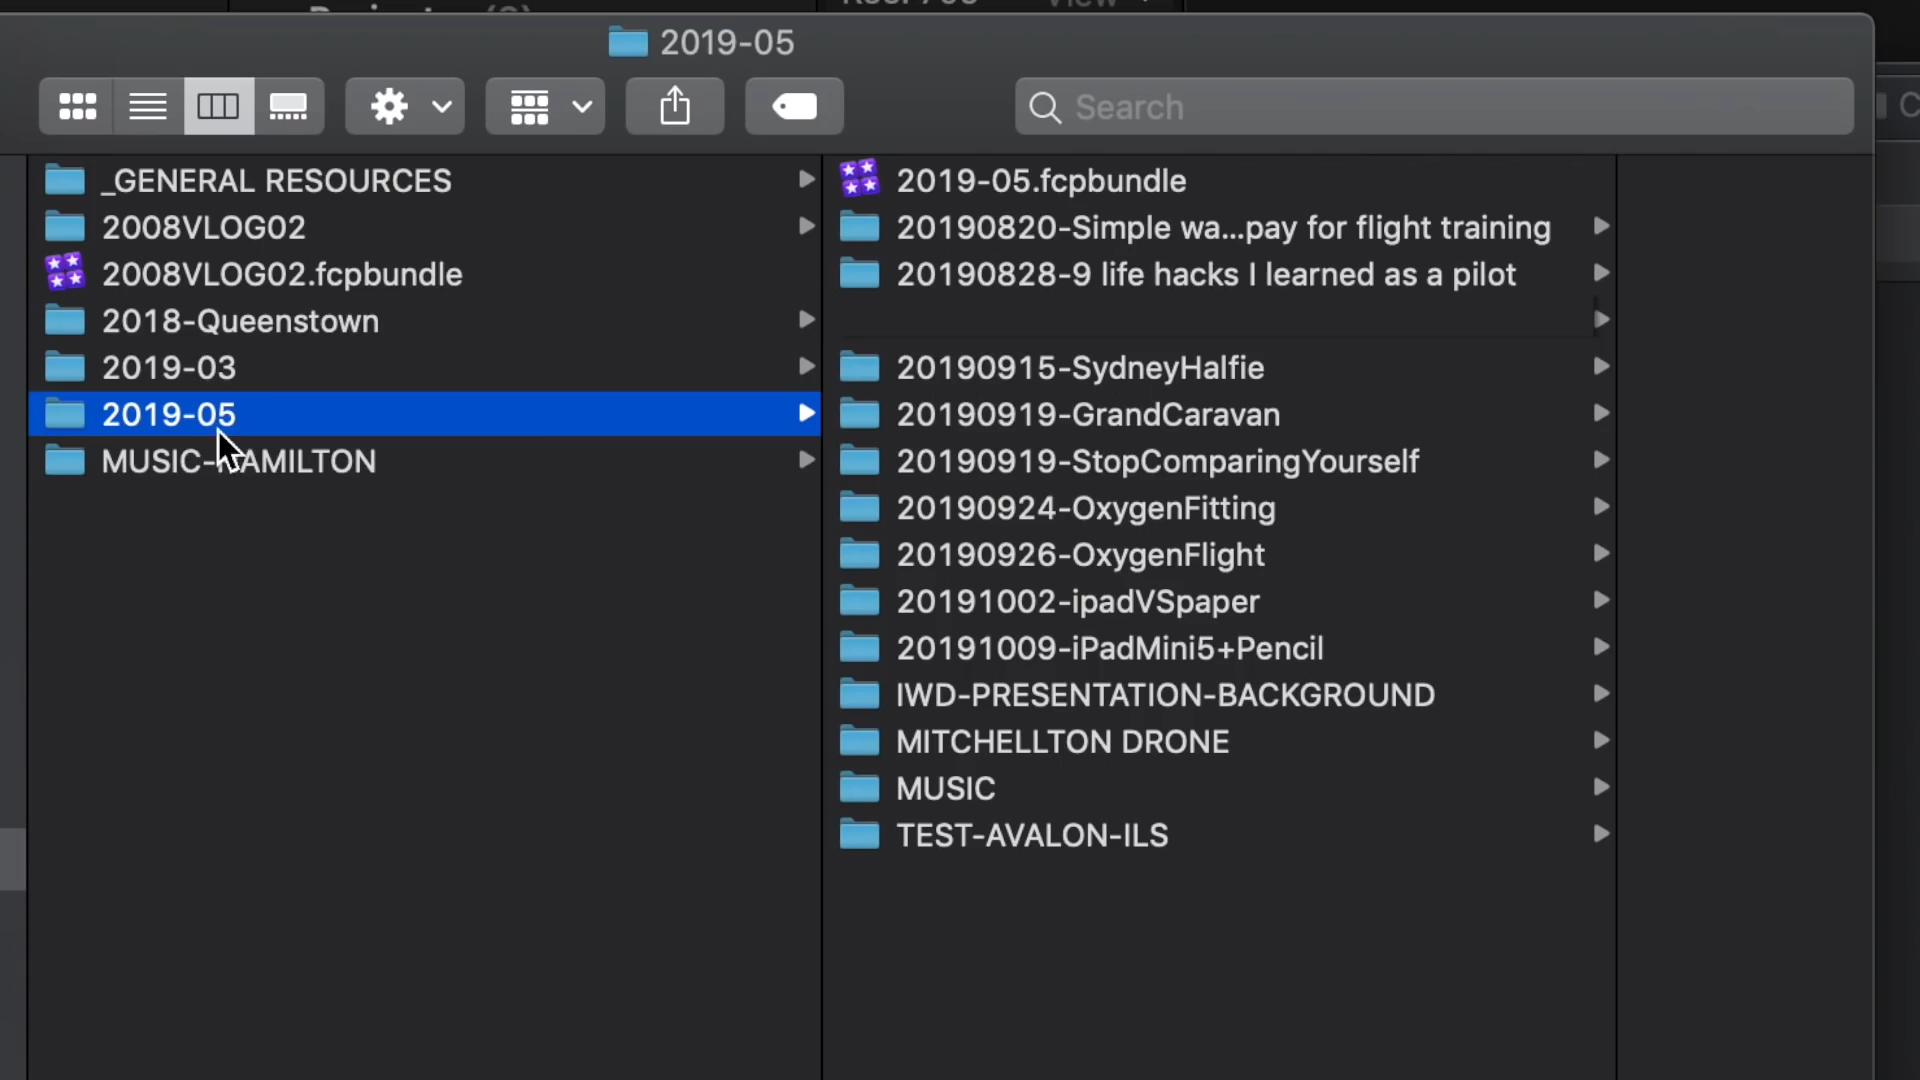 2019-05
Search
_GENERAL RESOURCES
2008VLOG02
2008VLOG02.fcpbundle
2018-Queenstown
2019-03
2019-05
MUSIC-HAMILTON
2019-05.fcpbundle
20190820-Simple wa...pay for flight training
20190828-9 life hacks I learned as a pilot
20190915-SydneyHalfie
20190919-GrandCaravan
20190919-StopComparingYourself
20190924-OxygenFitting
20190926-OxygenFlight
20191002-ipadVSpaper
20191009-iPadMini5+Pencil
IWD-PRESENTATION-BACKGROUND
MITCHELLTON DRONE
MUSIC
TEST-AVALON-ILS